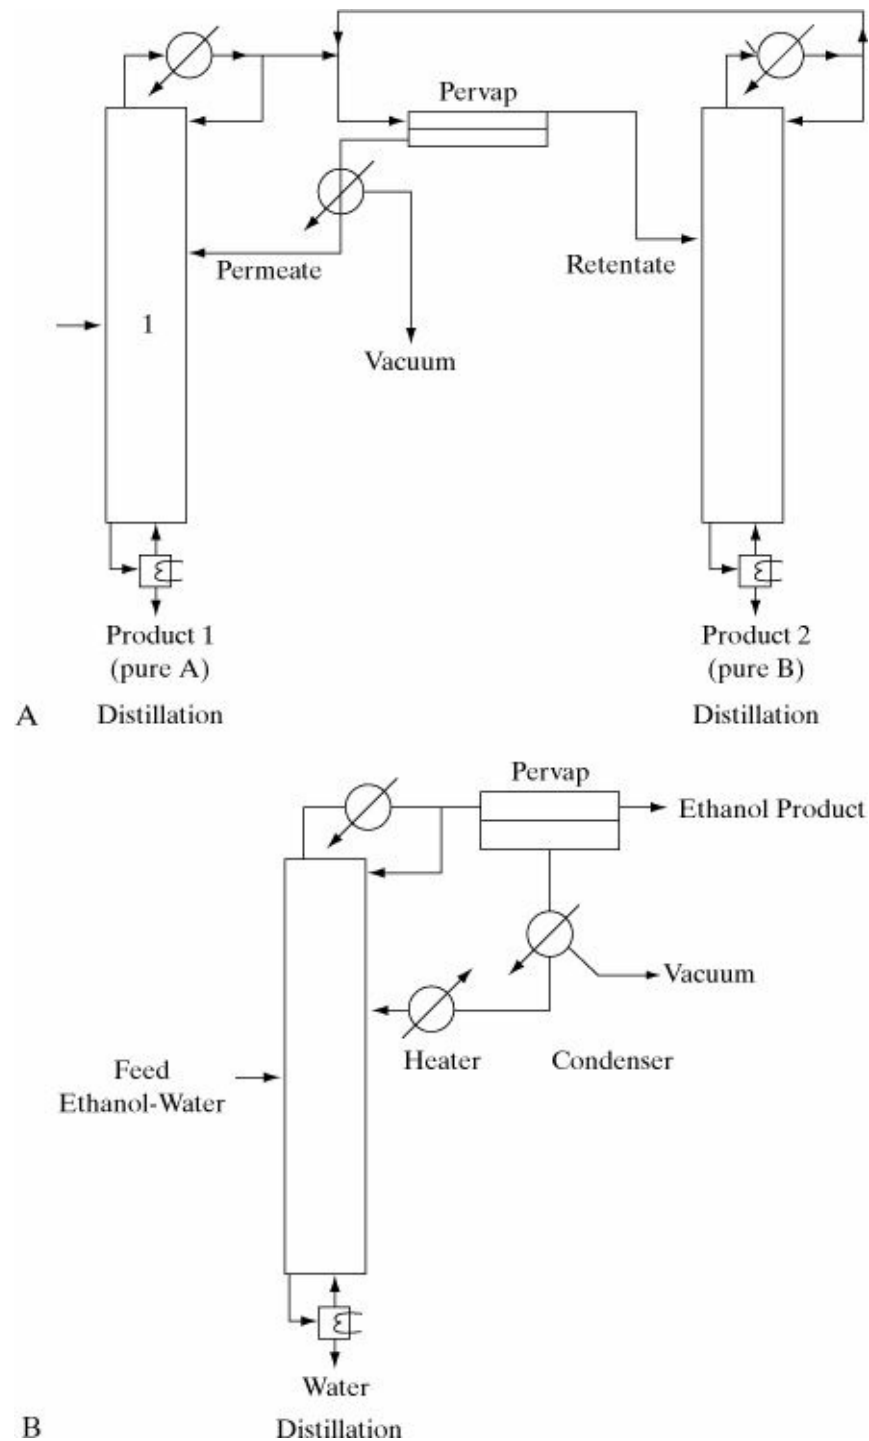 Pervap
Permeate
Retentate
1
Vacuum
Product 1
(pure A)
Product 2
(pure B)
A
Distillation
Distillation
Pervap
Ethanol Product
Vacuum
Heater
Condenser
Feed
Ethanol-Water
Water
B
Distillation